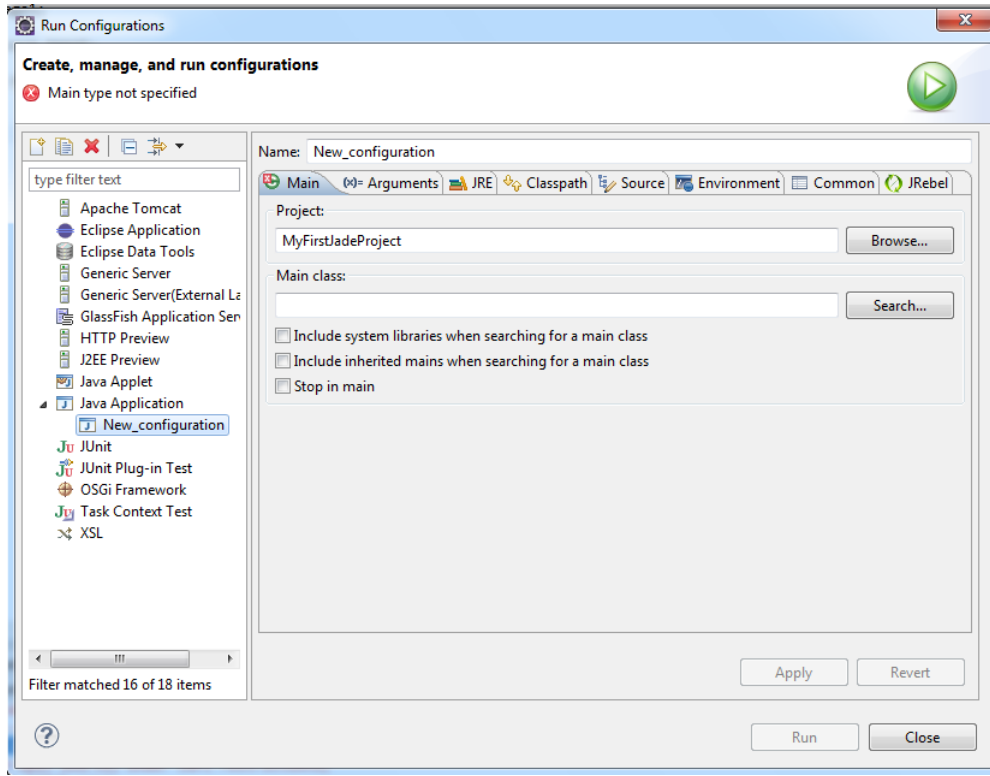 Run Configurations
Create, manage, and run configurations
Main type not specified
type filter text
Apache Tomcat
Eclipse Application
Eclipse Data Tools
Generic Server
Generic Server(External La
GlassFish Application Serv
HTTP Preview
J2EE Preview
Java Applet
Java Application
New_configuration
JUnit
JUnit Plug-in Test
OSGi Framework
Task Context Test
XSL
Filter matched 16 of 18 items
Name: New_configuration
Main (x)= Arguments JRE Classpath Source Environment Common JRebel
Project:
MyFirstJadeProject Browse...
Main class:
Search...
Include system libraries when searching for a main class
Include inherited mains when searching for a main class
Stop in main
Apply Revert
Run Close